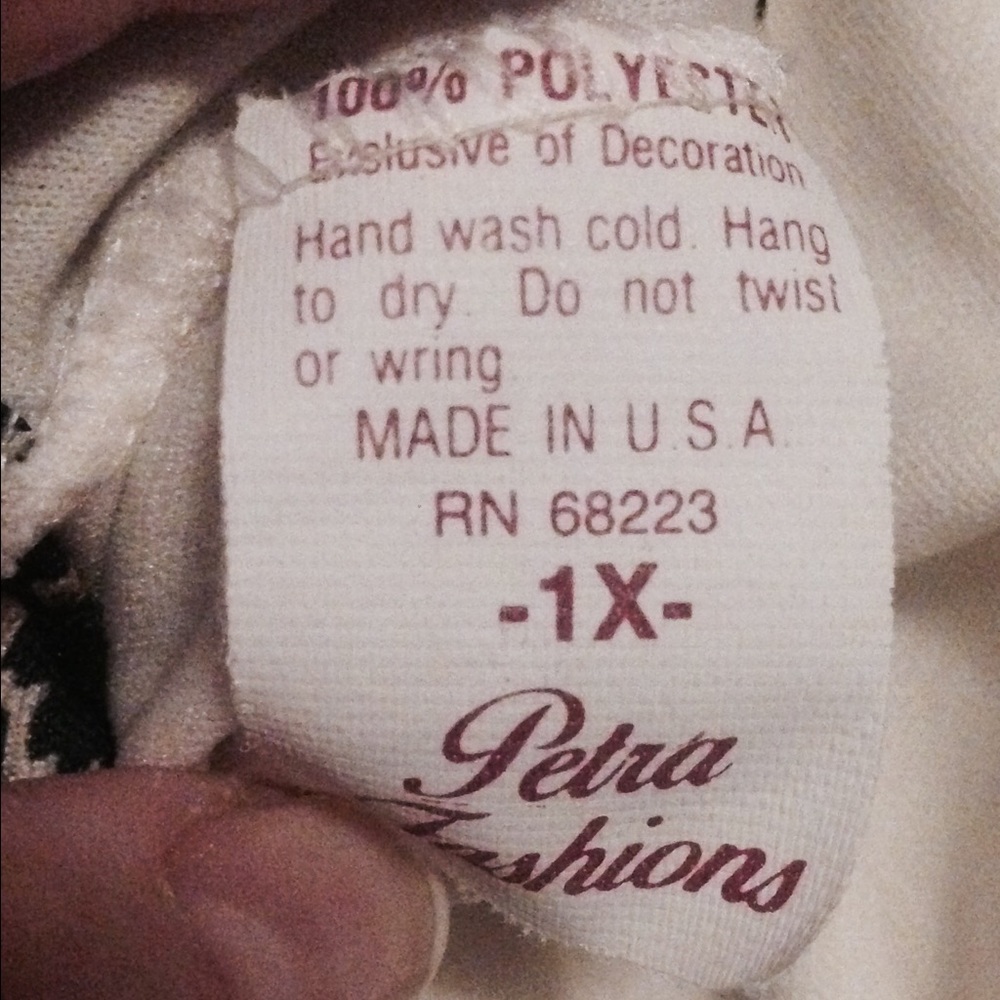 100% POLYESTER
Exclusive of Decoration
Hand wash cold. Hang
to dry. Do not twist
or wring
MADE IN U.S.A.
RN 68223
-1X-
Petra
Fashions